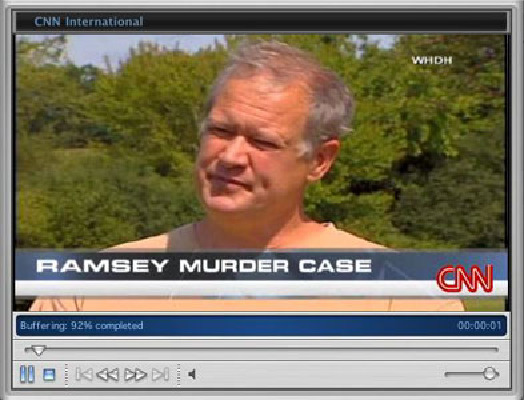 CNN International
WHDH
RAMSEY MURDER CASE
CNN
Buffering: 92% completed
00:00:01